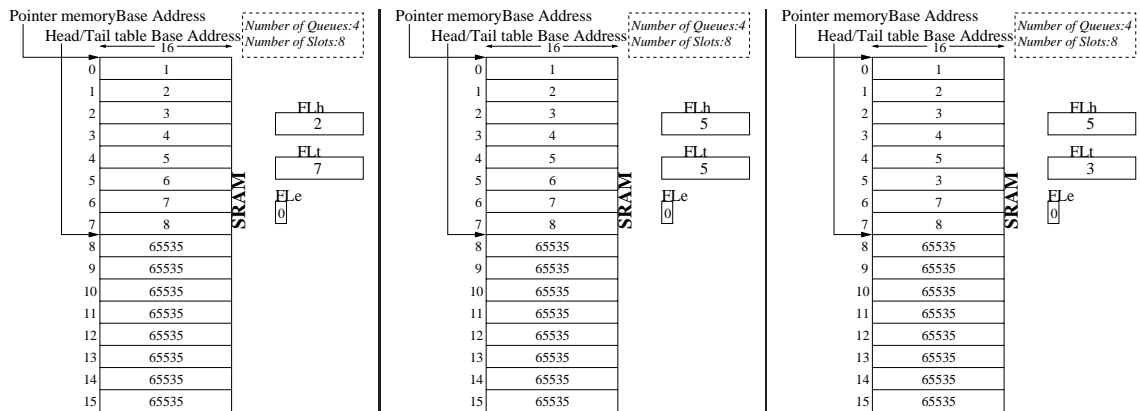 Pointer memoryBase Address
Head/Tail table Base Address
Number of Queues:4
Number of Slots:8
16
0 1
1 2
2 3
3 4
4 5
5 6
6 7
7 8
8 65535
9 65535
10 65535
11 65535
12 65535
13 65535
14 65535
15 65535
SRAM
FLh
2
FLt
7
FLe
0
Pointer memoryBase Address
Head/Tail table Base Address
Number of Queues:4
Number of Slots:8
16
0 1
1 2
2 3
3 4
4 5
5 6
6 7
7 8
8 65535
9 65535
10 65535
11 65535
12 65535
13 65535
14 65535
15 65535
SRAM
FLh
5
FLt
5
FLe
0
Pointer memoryBase Address
Head/Tail table Base Address
Number of Queues:4
Number of Slots:8
16
0 1
1 2
2 3
3 4
4 5
5 3
6 7
7 8
8 65535
9 65535
10 65535
11 65535
12 65535
13 65535
14 65535
15 65535
SRAM
FLh
5
FLt
3
FLe
0